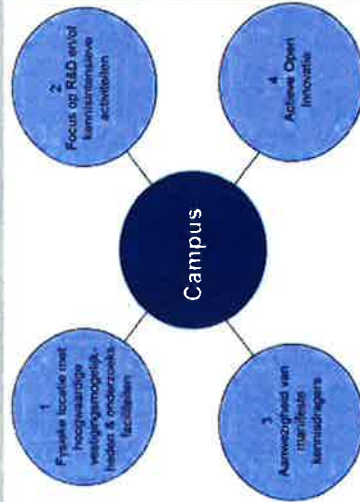 1
Fysieke locatie met
hoogwaardige
vestigingsmogelijk-
heden & onderzoeks-
faciliteiten
2
Focus op R&D en/of
kennisintensieve
activiteiten
Campus
3
Aanwezigheid van
manifeste
kennisdragers
4
Actieve Open
Innovatie